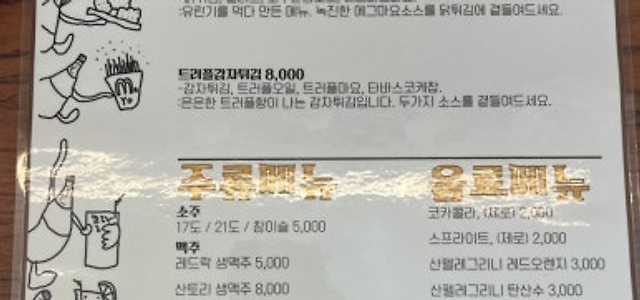 :유린기를 먹다 만든 메뉴. 녹진한 에그마요소스를 닭튀김에 곁들여드세요.
트러플감자튀김 8,000
-감자튀김, 트러플오일, 트러플마요, 타바스코케찹.
:은은한 트러플향이 나는 감자튀김입니다. 두가지 소스를 곁들여드세요.
주류메뉴
소주
17도 / 21도 / 참이슬 5,000
맥주
레드락 생맥주 5,000
산토리 생맥주 8,000
음료메뉴
코카콜라, (제로) 2,000
스프라이트, (제로) 2,000
산펠레그리니 레드오렌지 3,000
산펠레그리니 탄산수 3,000